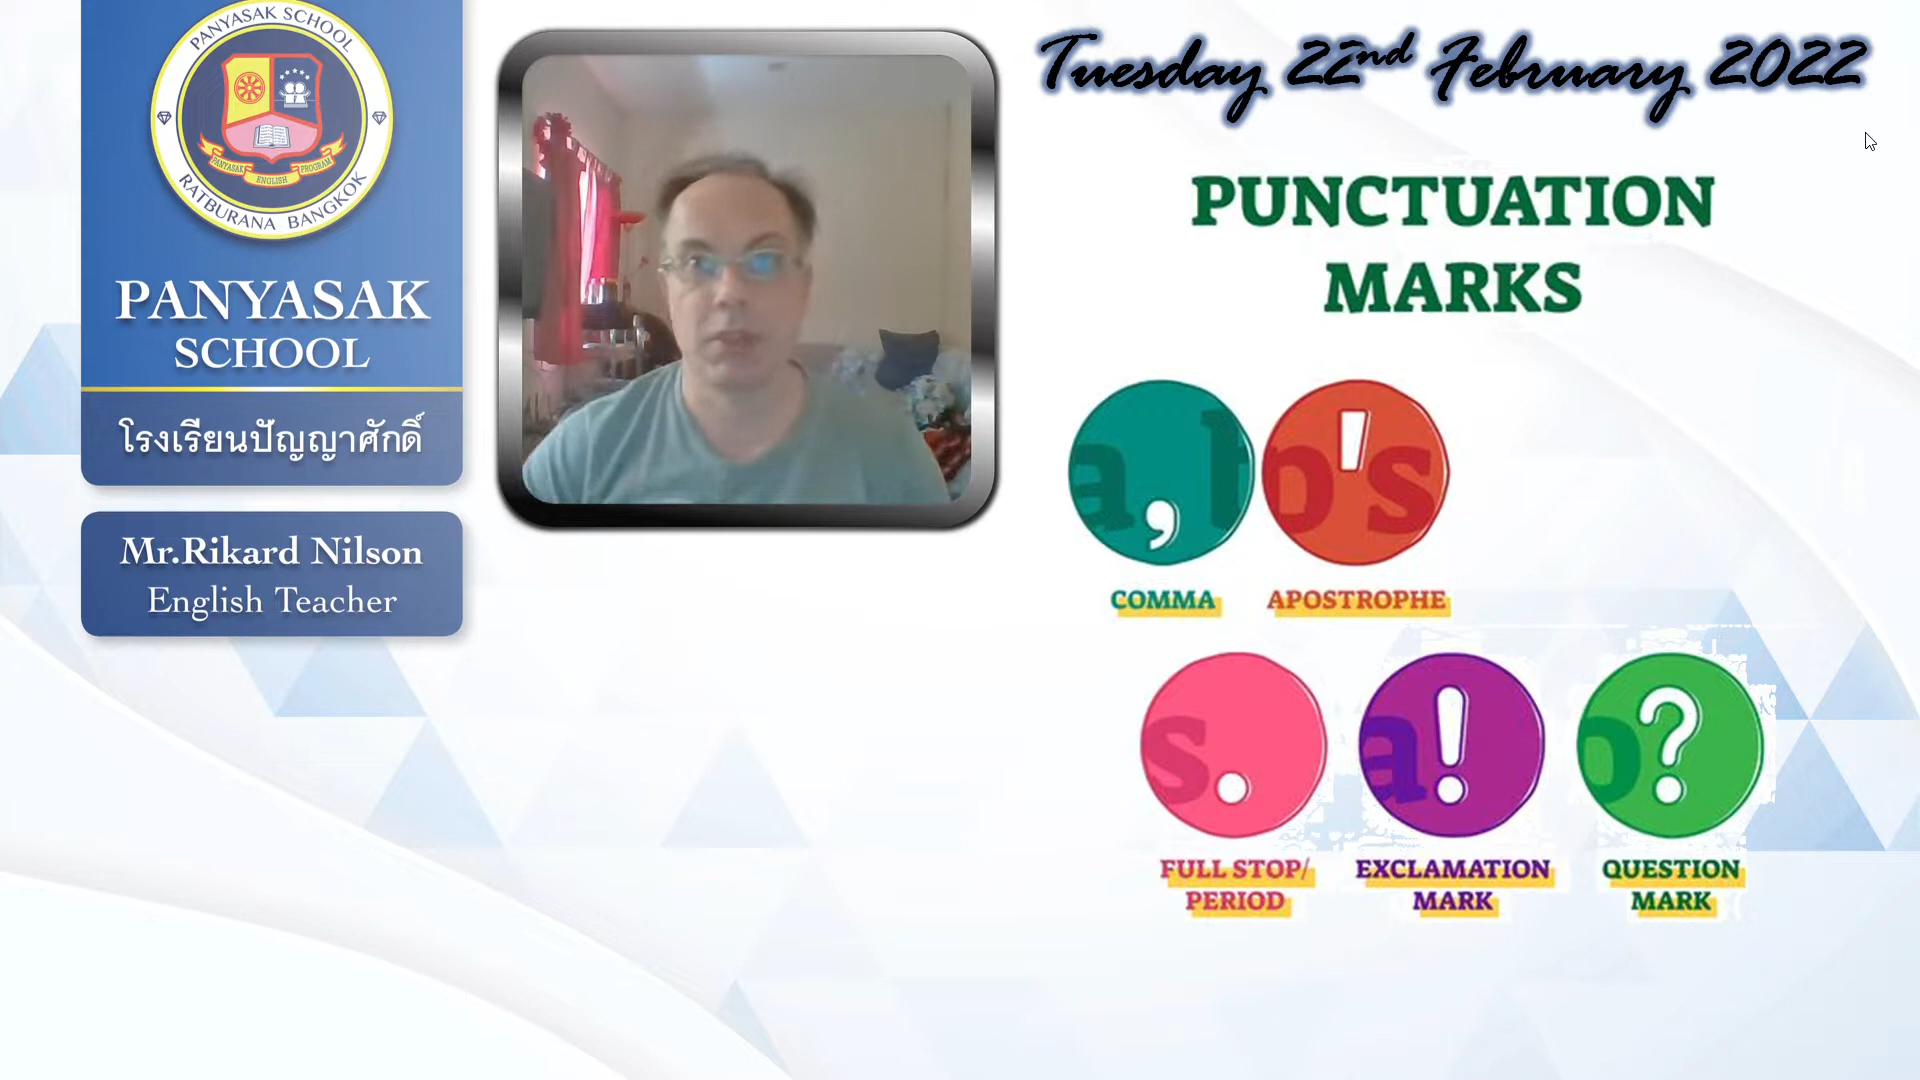 PANYASAK SCHOOL
PANYASAK ENGLISH PROGRAM
RATBURANA BANGKOK
PANYASAK
SCHOOL
โรงเรียนปัญญาศักดิ์
Mr.Rikard Nilson
English Teacher
Tuesday 22nd February 2022
PUNCTUATION
MARKS
a, b
b's
COMMA
APOSTROPHE
s.
a!
b?
FULL STOP/
PERIOD
EXCLAMATION
MARK
QUESTION
MARK